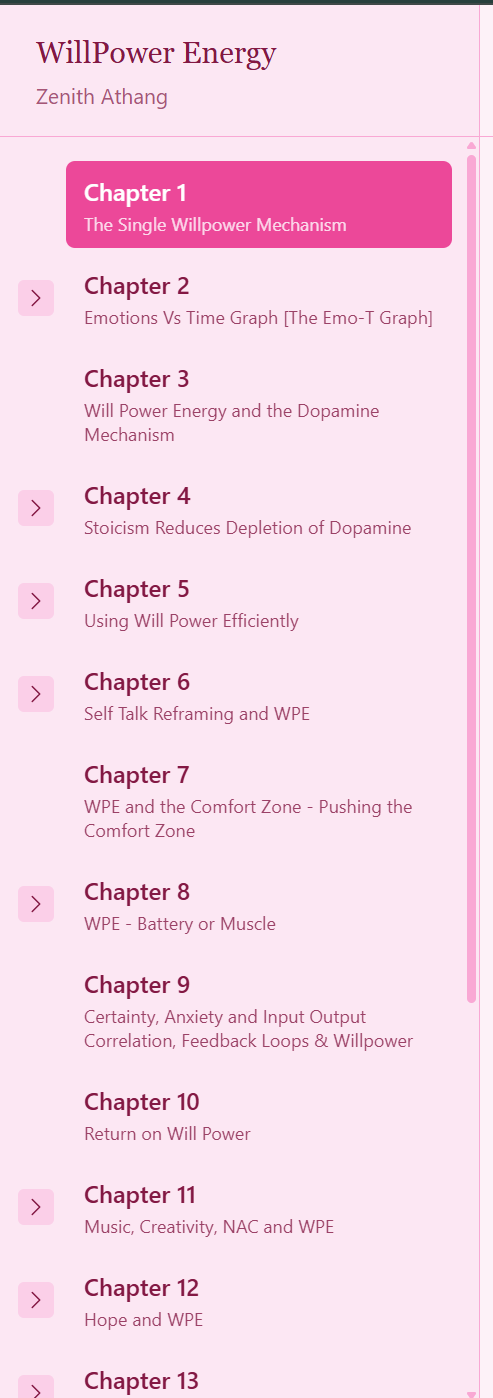 WillPower Energy
Zenith Athang
Chapter 1
The Single Willpower Mechanism
Chapter 2
Emotions Vs Time Graph [The Emo-T Graph]
Chapter 3
Will Power Energy and the Dopamine
Mechanism
Chapter 4
Stoicism Reduces Depletion of Dopamine
Chapter 5
Using Will Power Efficiently
Chapter 6
Self Talk Reframing and WPE
Chapter 7
WPE and the Comfort Zone - Pushing the
Comfort Zone
Chapter 8
WPE - Battery or Muscle
Chapter 9
Certainty, Anxiety and Input Output
Correlation, Feedback Loops & Willpower
Chapter 10
Return on Will Power
Chapter 11
Music, Creativity, NAC and WPE
Chapter 12
Hope and WPE
Chapter 13